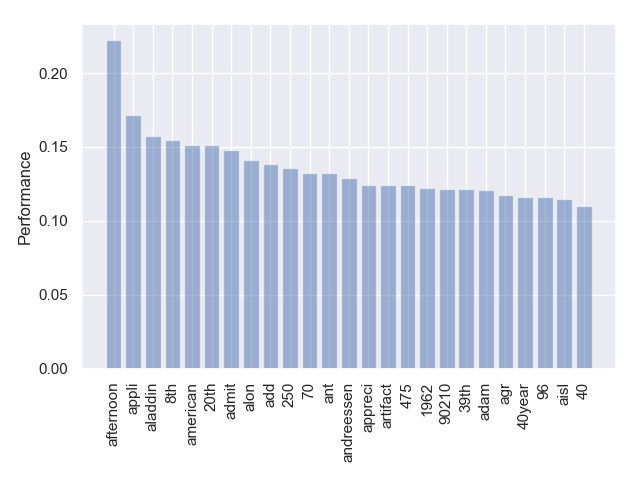 0.20
0.15
0.10
0.05
0.00
Performance
afternoon
appli
aladdin
8th
american
20th
admit
alon
add
250
70
ant
andreessen
appreci
artifact
475
1962
90210
39th
adam
agr
40year
96
aisl
40